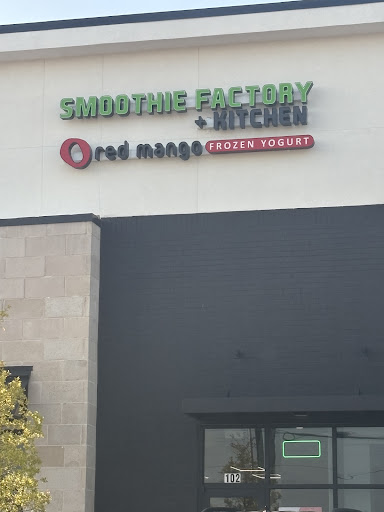 SMOOTHIE FACTORY
+ KITCHEN
red mango FROZEN YOGURT
102